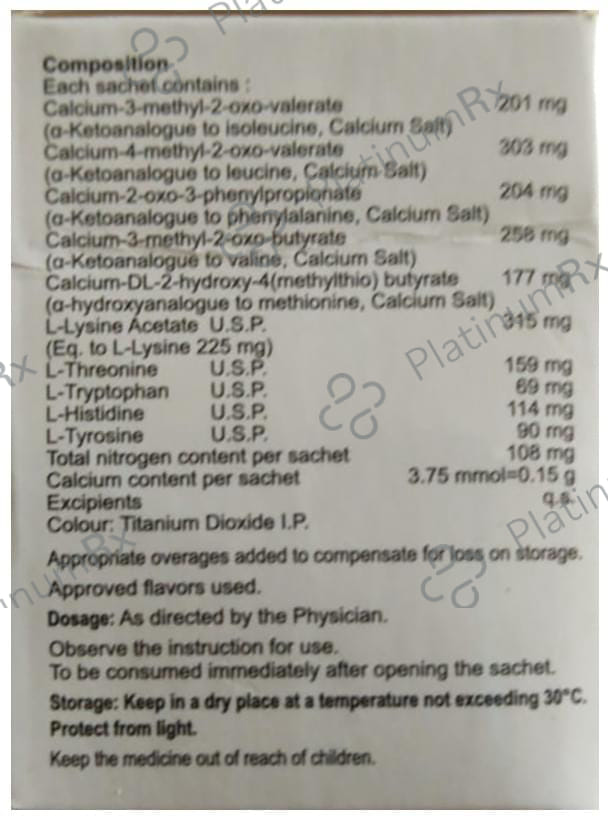 Composition
Each sachet contains :
Calcium-3-methyl-2-oxo-valerate 201 mg
(α-Ketoanalogue to isoleucine, Calcium Salt)
Calcium-4-methyl-2-oxo-valerate 303 mg
(α-Ketoanalogue to leucine, Calcium Salt)
Calcium-2-oxo-3-phenylpropionate 204 mg
(α-Ketoanalogue to phenylalanine, Calcium Salt)
Calcium-3-methyl-2-oxo-butyrate 258 mg
(α-Ketoanalogue to valine, Calcium Salt)
Calcium-DL-2-hydroxy-4(methylthio) butyrate 177 mg
(α-hydroxyanalogue to methionine, Calcium Salt)
L-Lysine Acetate U.S.P. 315 mg
(Eq. to L-Lysine 225 mg)
L-Threonine U.S.P. 159 mg
L-Tryptophan U.S.P. 69 mg
L-Histidine U.S.P. 114 mg
L-Tyrosine U.S.P. 90 mg
Total nitrogen content per sachet 108 mg
Calcium content per sachet 3.75 mmol=0.15 g
Excipients q.s.
Colour: Titanium Dioxide I.P.
Appropriate overages added to compensate for loss on storage.
Approved flavors used.
Dosage: As directed by the Physician.
Observe the instruction for use.
To be consumed immediately after opening the sachet.
Storage: Keep in a dry place at a temperature not exceeding 30°C.
Protect from light.
Keep the medicine out of reach of children.
PlatinumRx
PlatinumRx